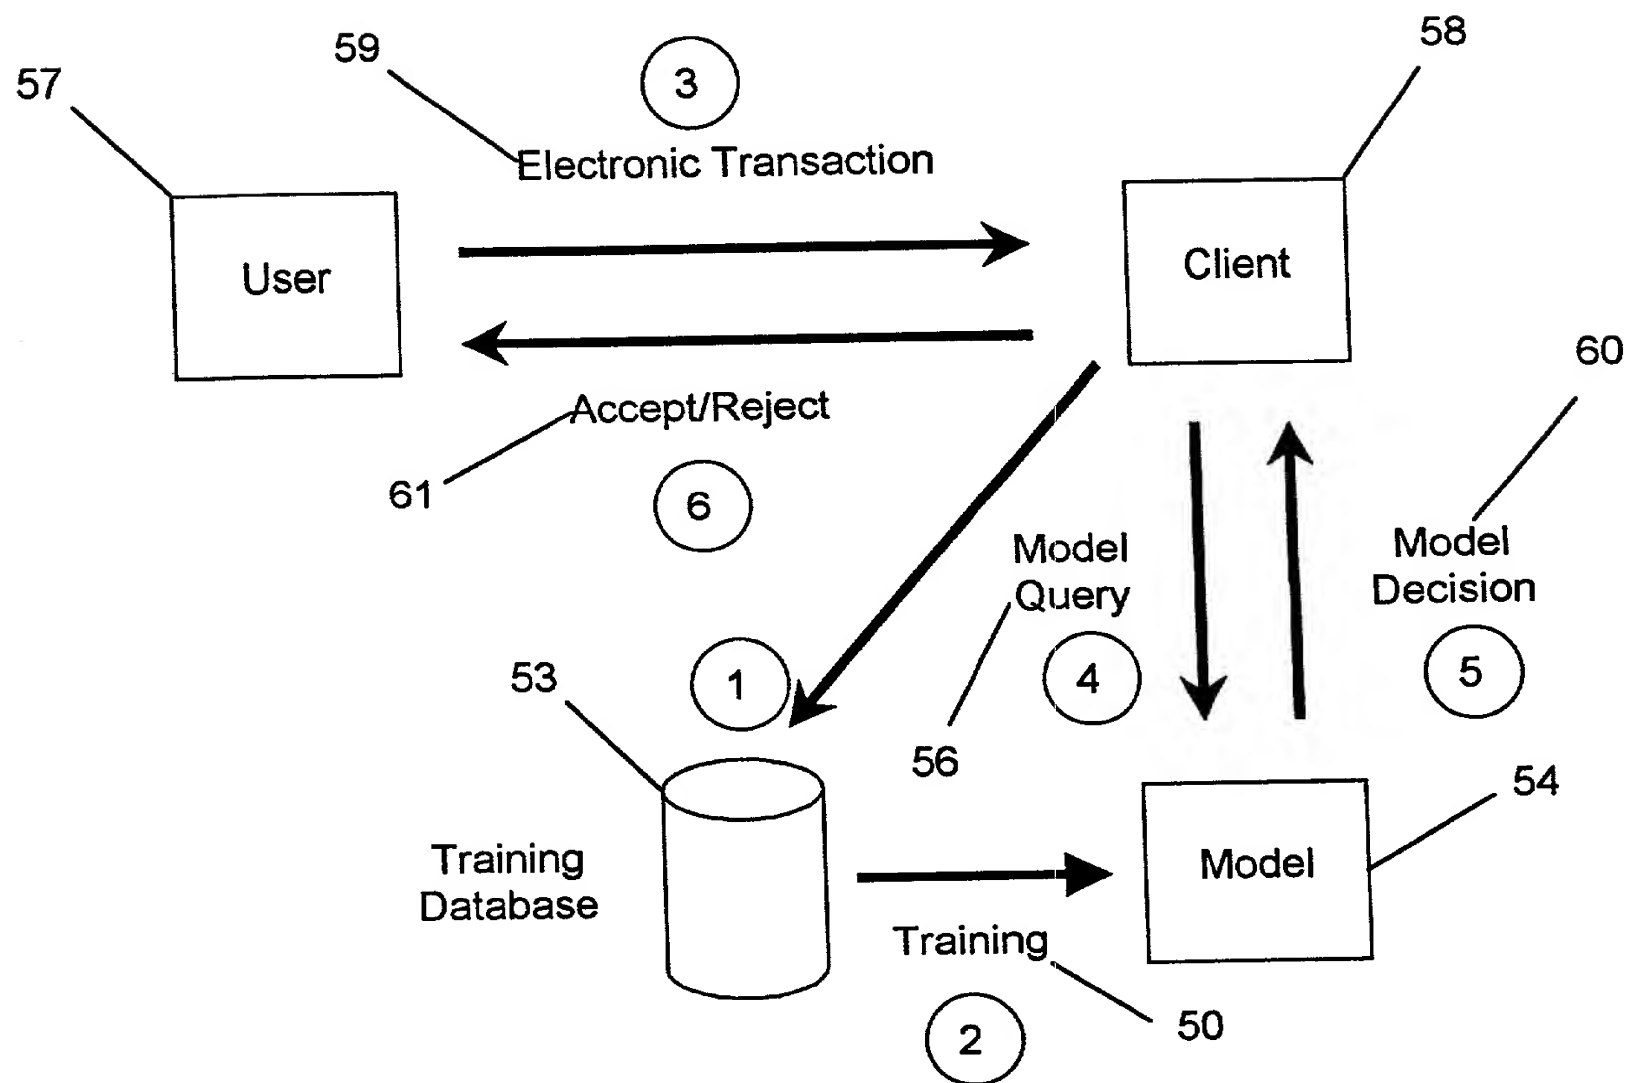 58
59
3
57
Electronic Transaction
User
Client
60
Accept/Reject
61
6
Model
Query
Model
Decision
53
1
4
5
56
54
Training
Database
Model
Training
50
2